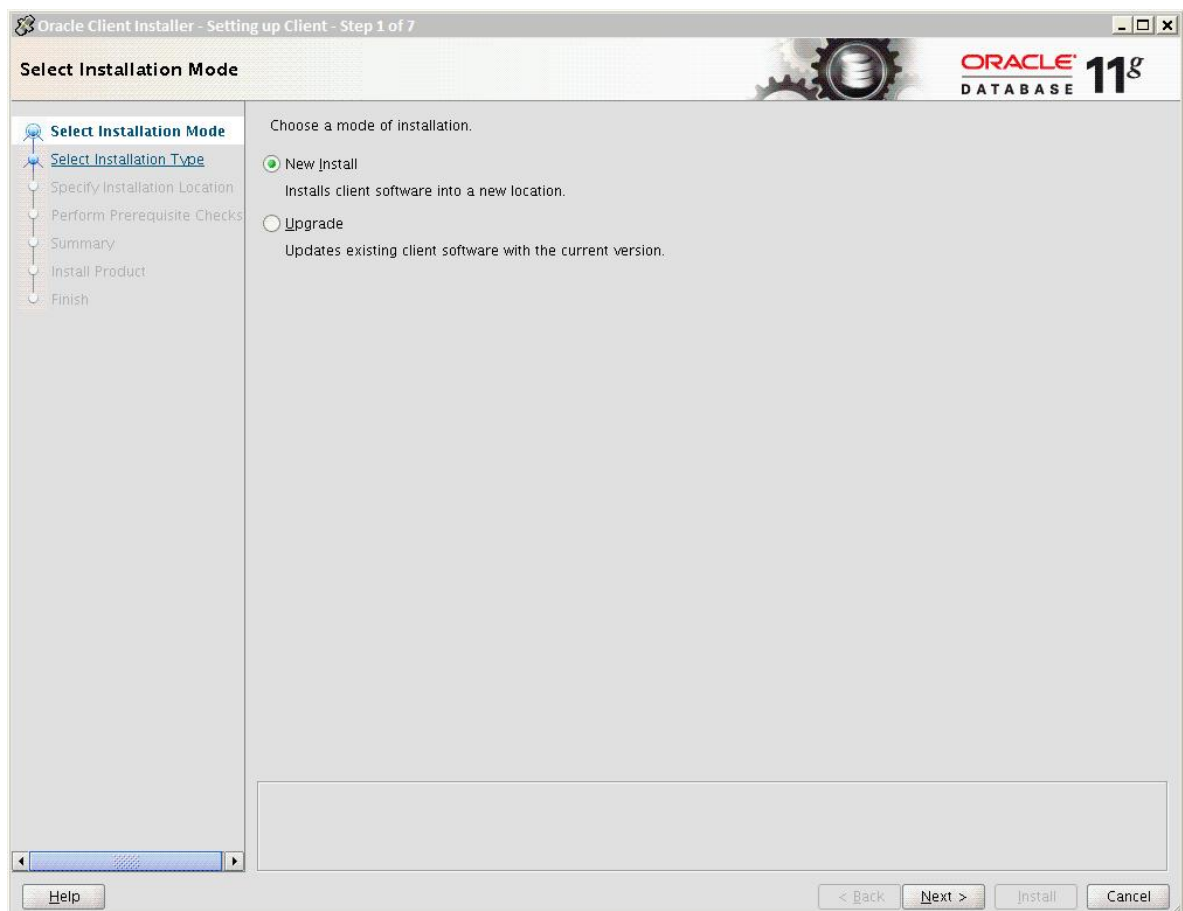 Oracle Client Installer - Setting up Client - Step 1 of 7
Select Installation Mode
ORACLE
DATABASE
11g
Select Installation Mode
Select Installation Type
Specify Installation Location
Perform Prerequisite Checks
Summary
Install Product
Finish
Choose a mode of installation.
New Install
Installs client software into a new location.
Upgrade
Updates existing client software with the current version.
Help
< Back
Next >
Install
Cancel